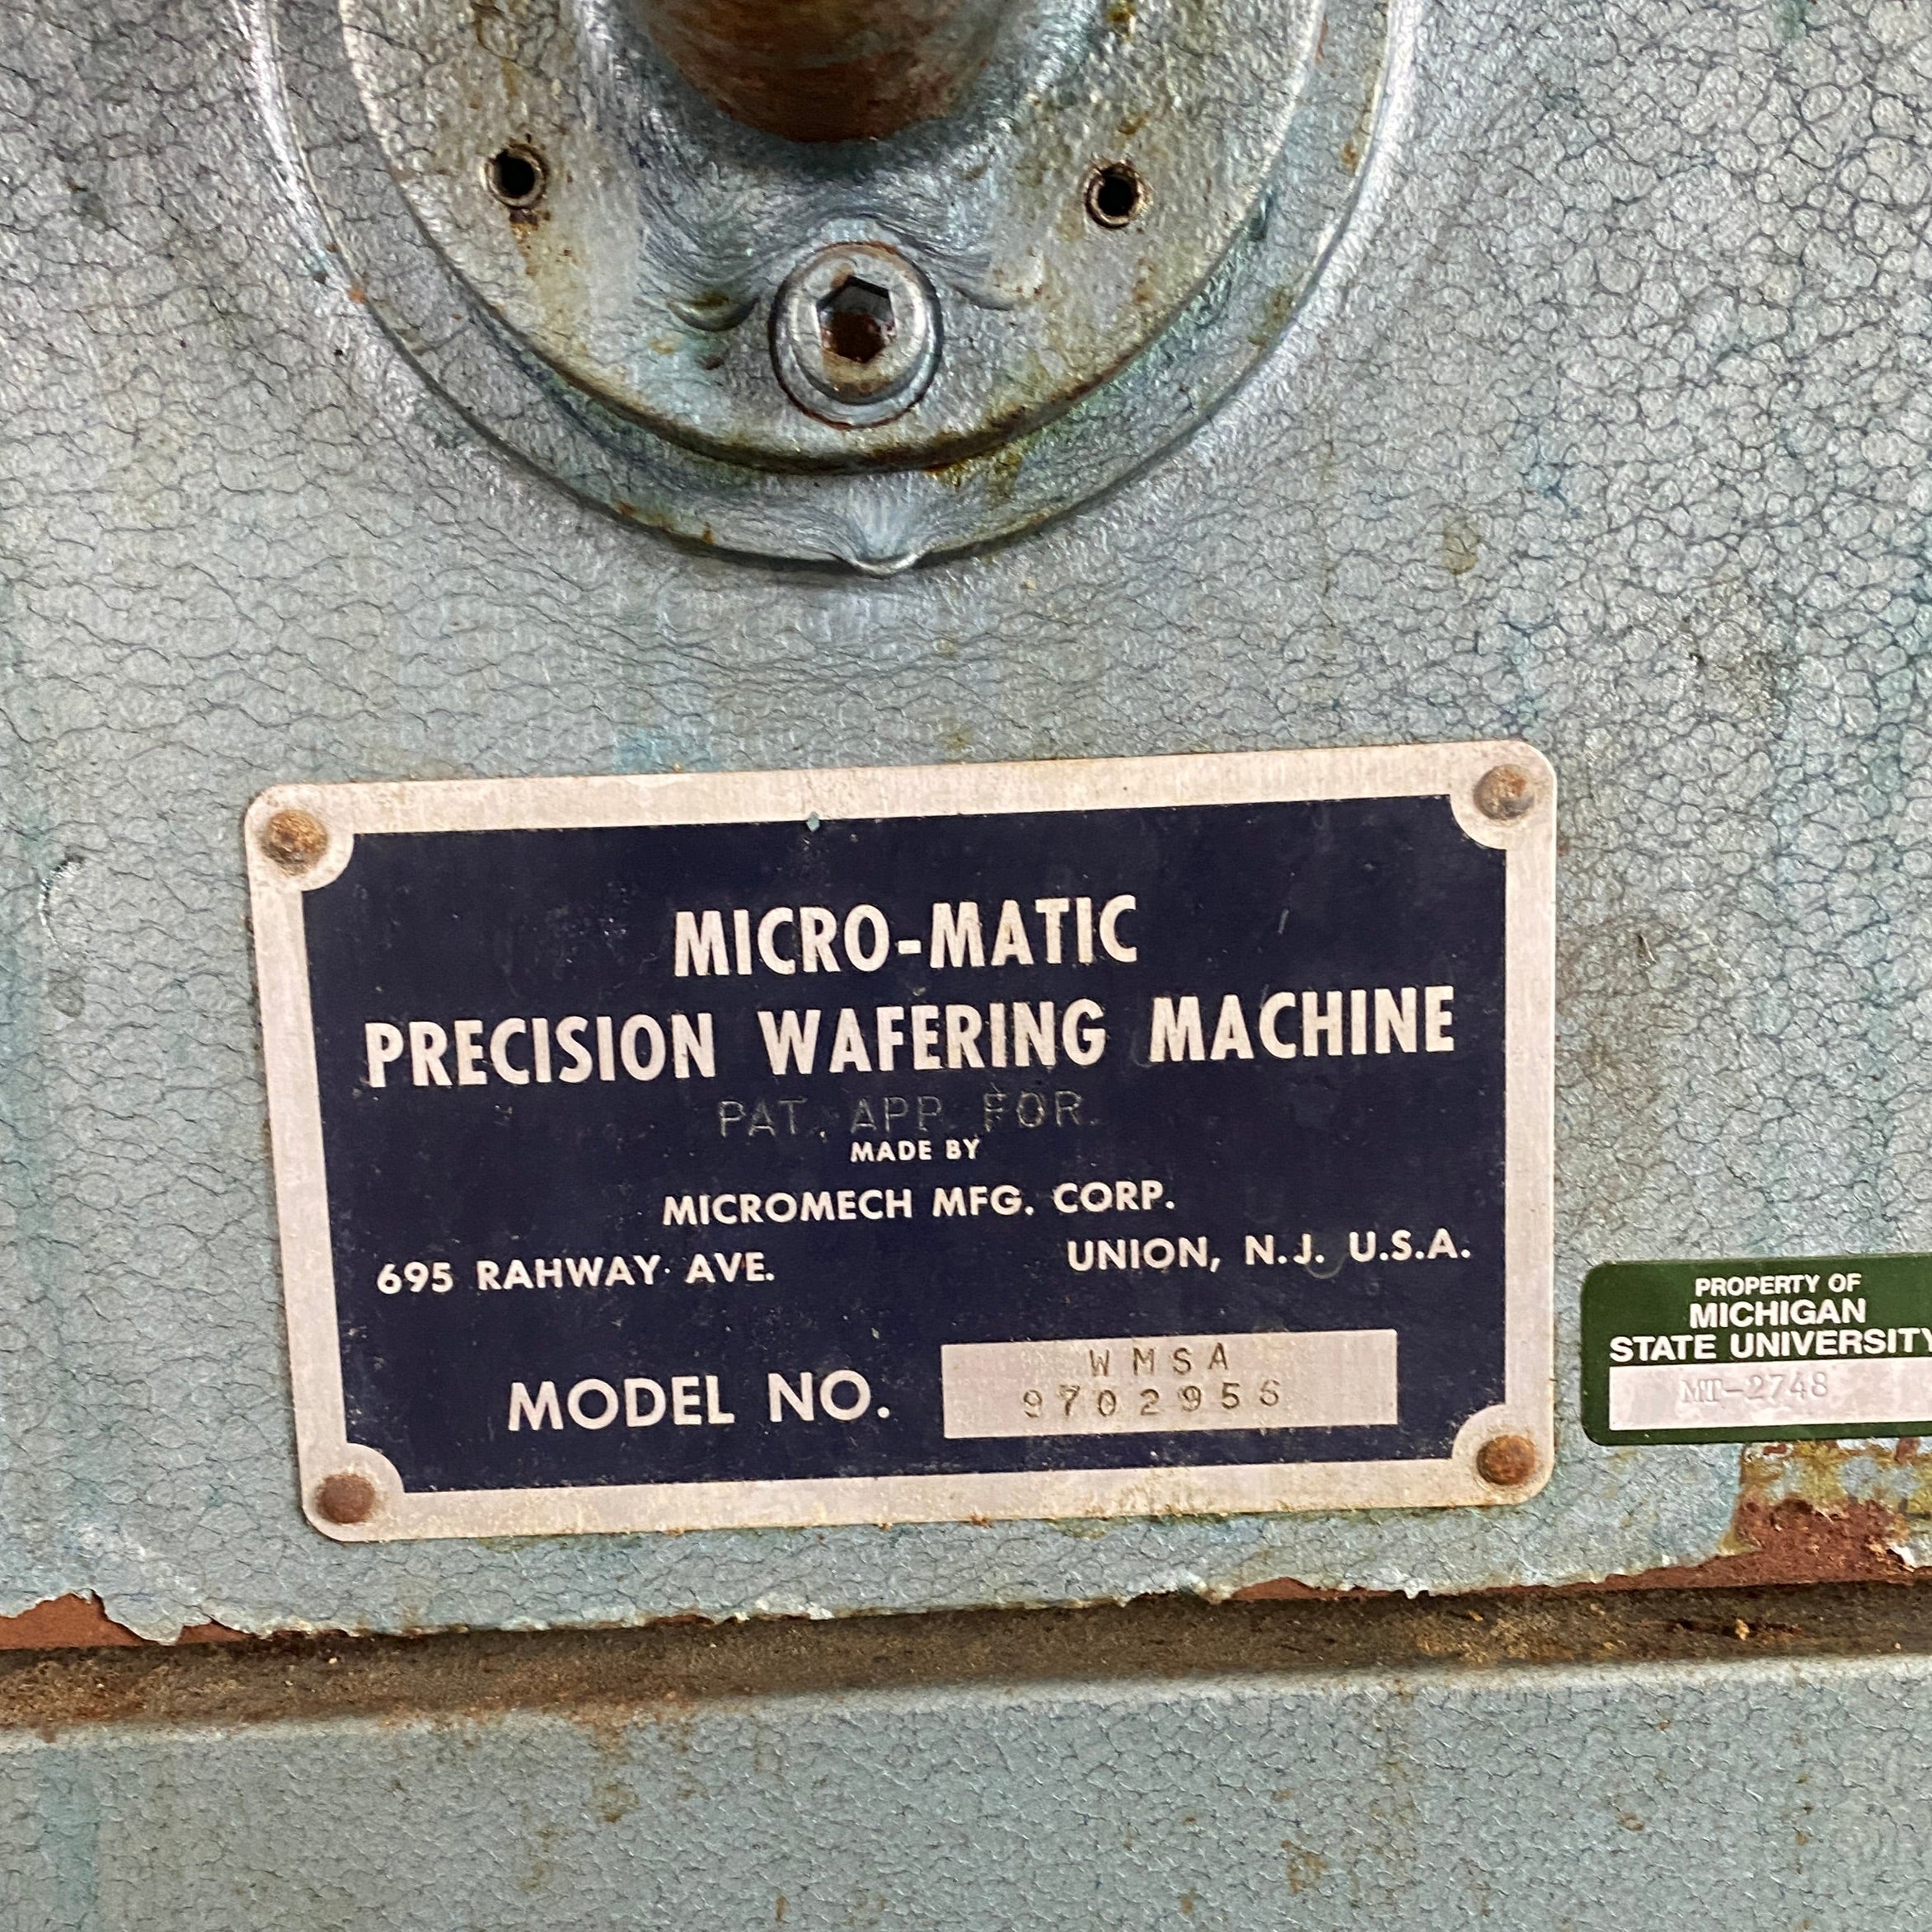 MICRO-MATIC
PRECISION WAFERING MACHINE
PAT. APP. FOR.
MADE BY
MICROMECH MFG. CORP.
695 RAHWAY AVE. UNION, N.J. U.S.A.
MODEL NO. WMSA
9702956
PROPERTY OF
MICHIGAN
STATE UNIVERSITY
MT-2748